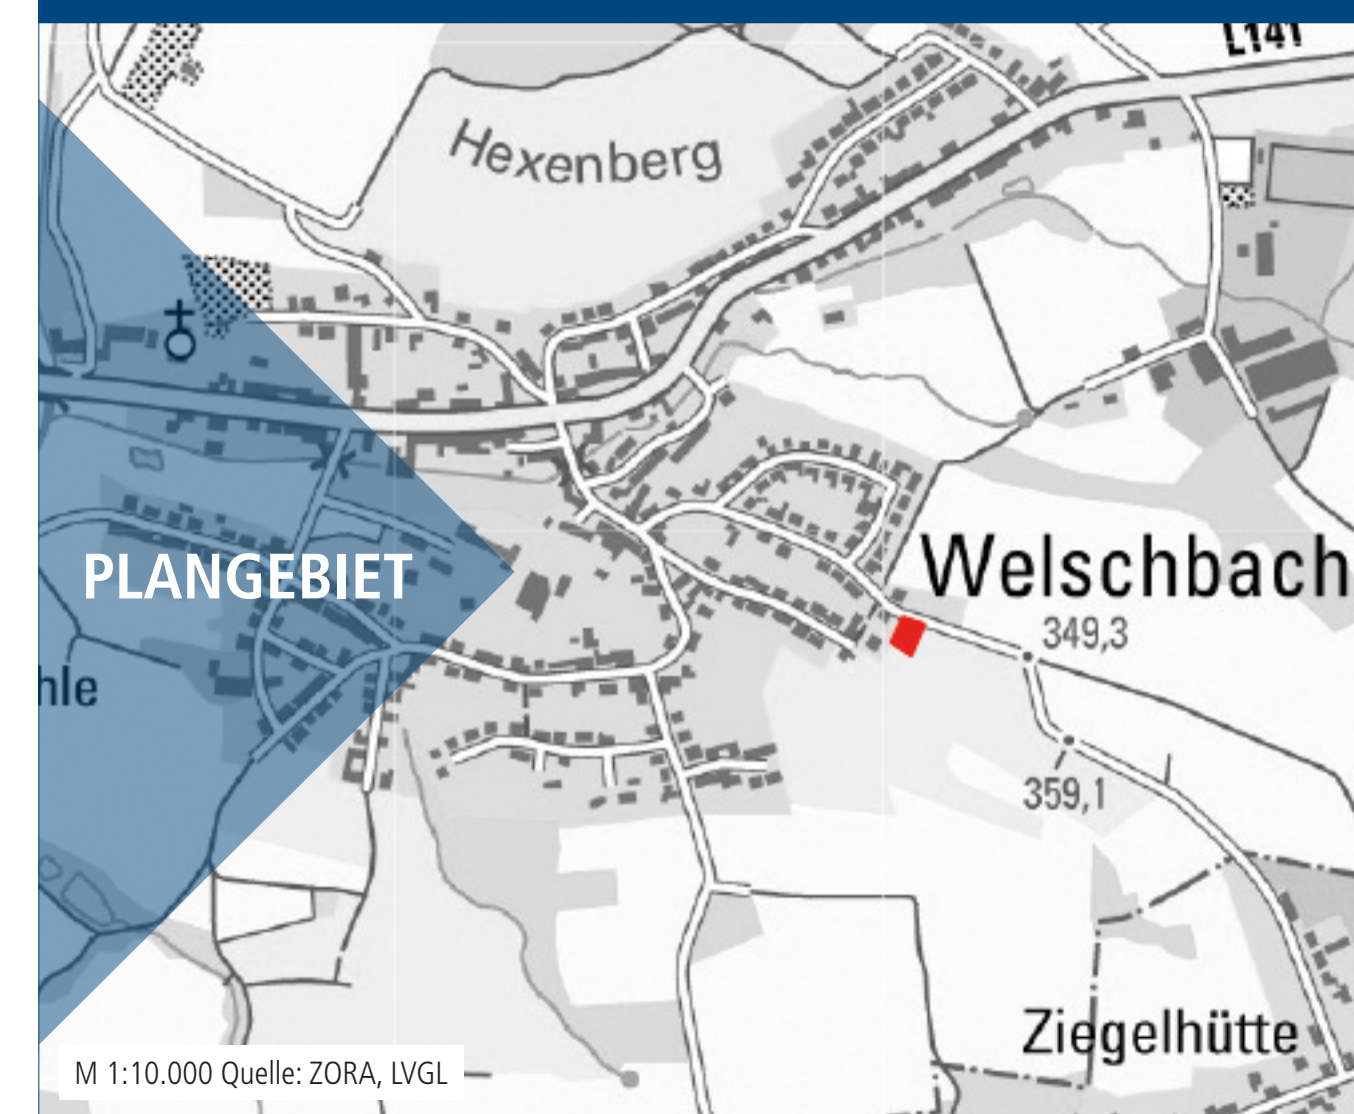 L141
Hexenberg
PLANGEBIET
Welschbach
349,3
hle
359,1
Ziegelhütte
M 1:10.000 Quelle: ZORA, LVGL